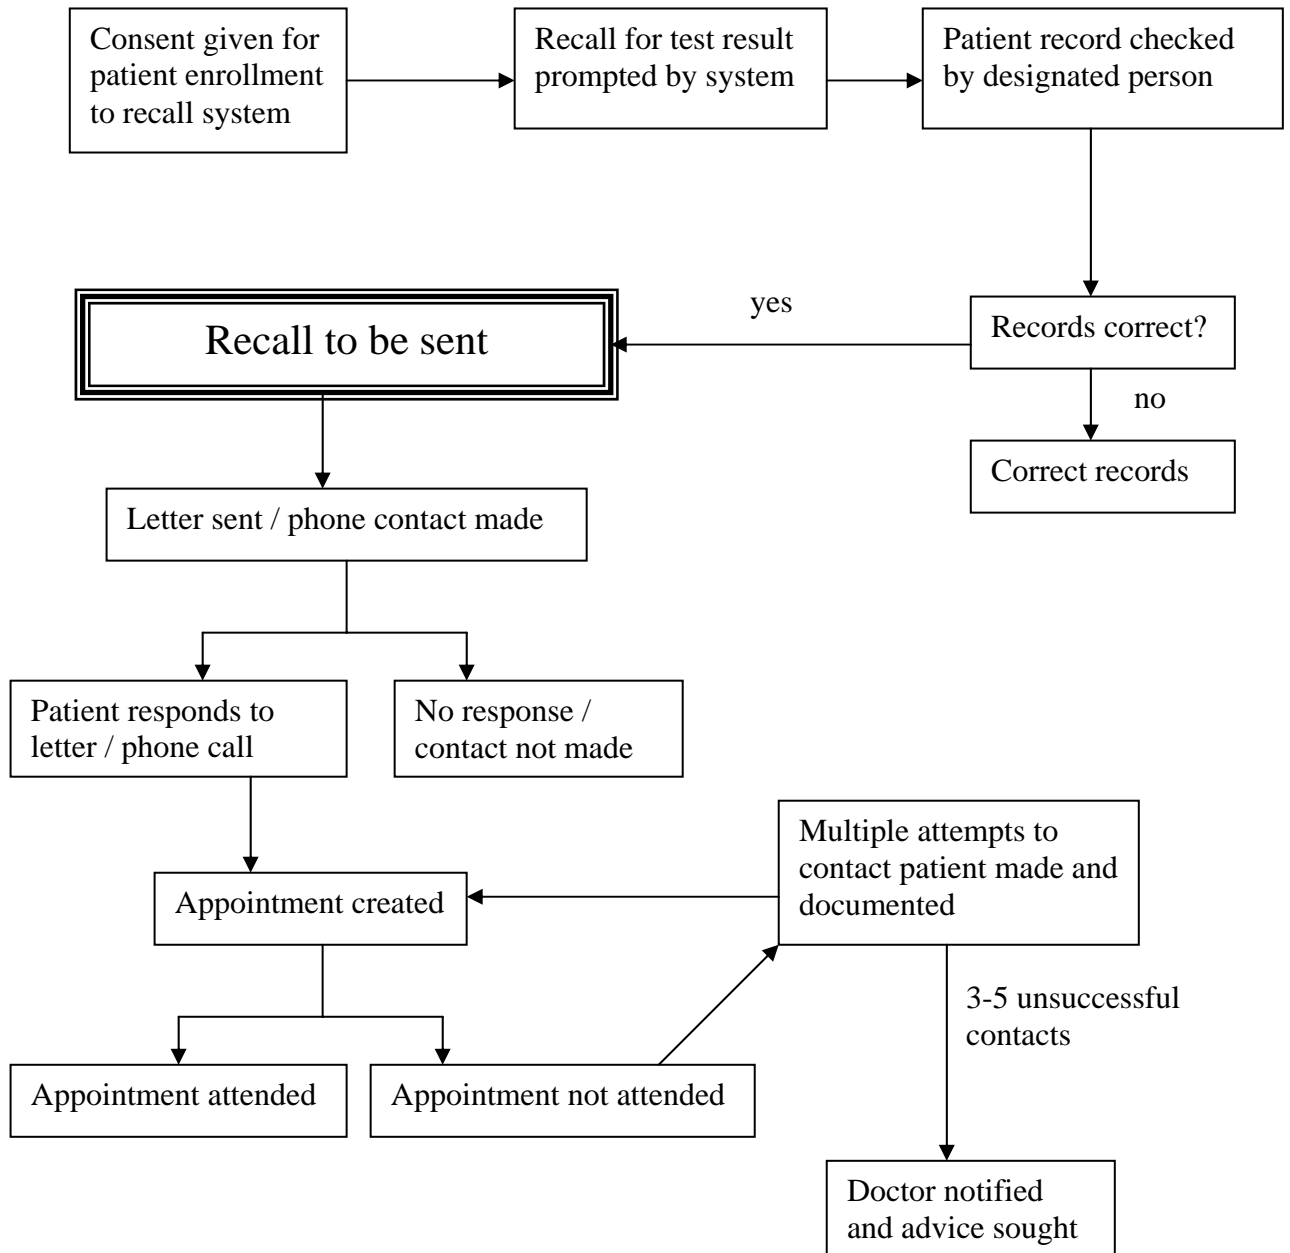 Consent given for
patient enrollment
to recall system
Recall for test result
prompted by system
Patient record checked
by designated person
yes
Recall to be sent
Records correct?
no
Correct records
Letter sent / phone contact made
Patient responds to
letter / phone call
No response /
contact not made
Multiple attempts to
contact patient made and
documented
Appointment created
3-5 unsuccessful
contacts
Appointment attended
Appointment not attended
Doctor notified
and advice sought